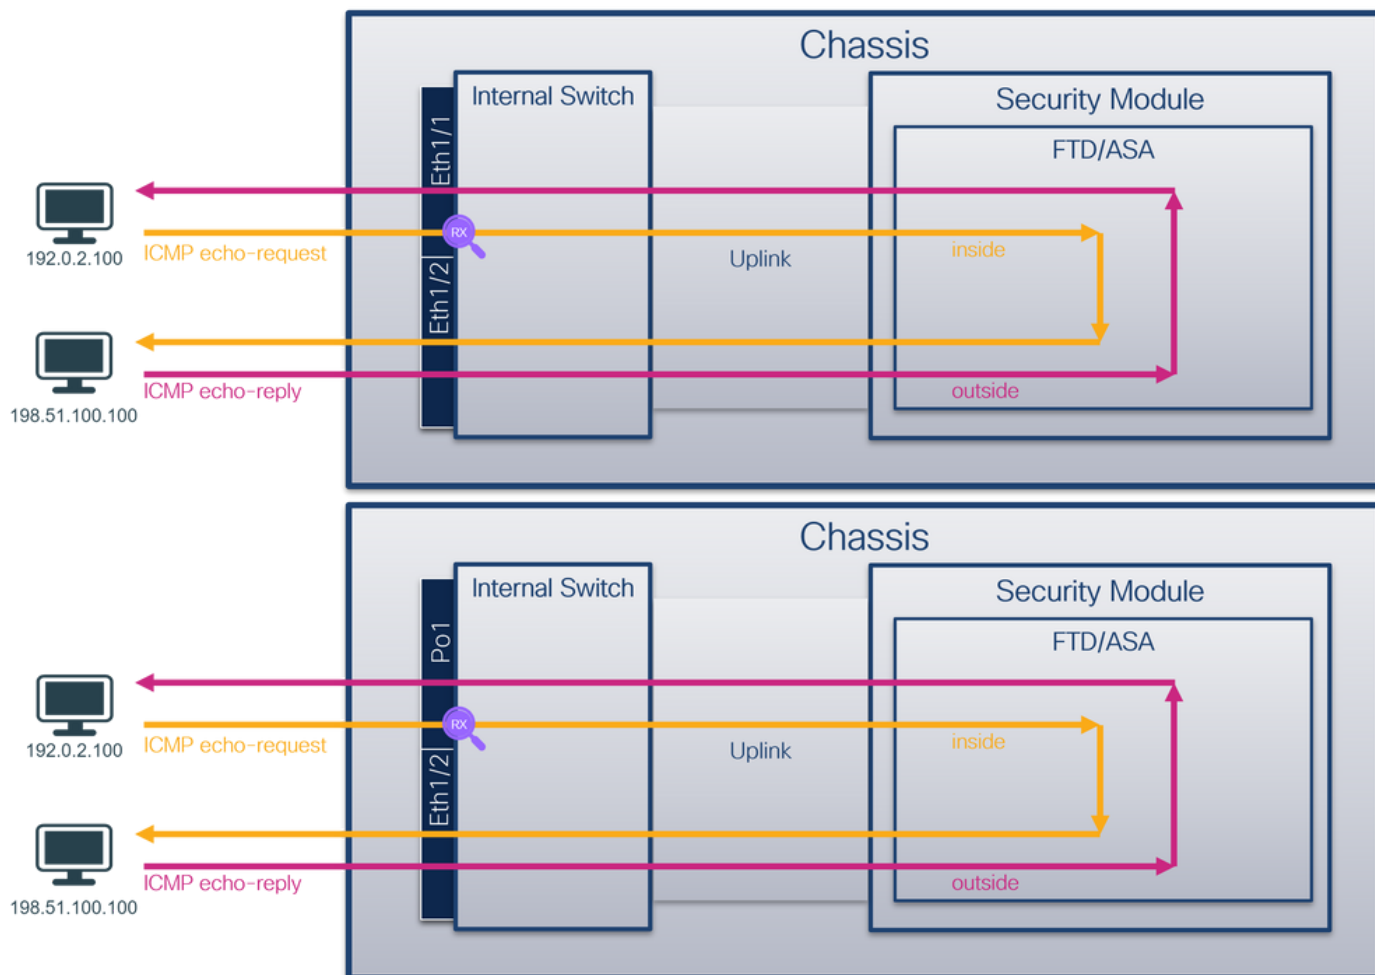 Chassis
Internal Switch
Security Module
FTD/ASA
Eth1/1
RX
192.0.2.100
ICMP echo-request
Uplink
inside
Eth1/2
198.51.100.100
ICMP echo-reply
outside
Chassis
Internal Switch
Security Module
FTD/ASA
Po1
RX
192.0.2.100
ICMP echo-request
Uplink
inside
Eth1/2
198.51.100.100
ICMP echo-reply
outside